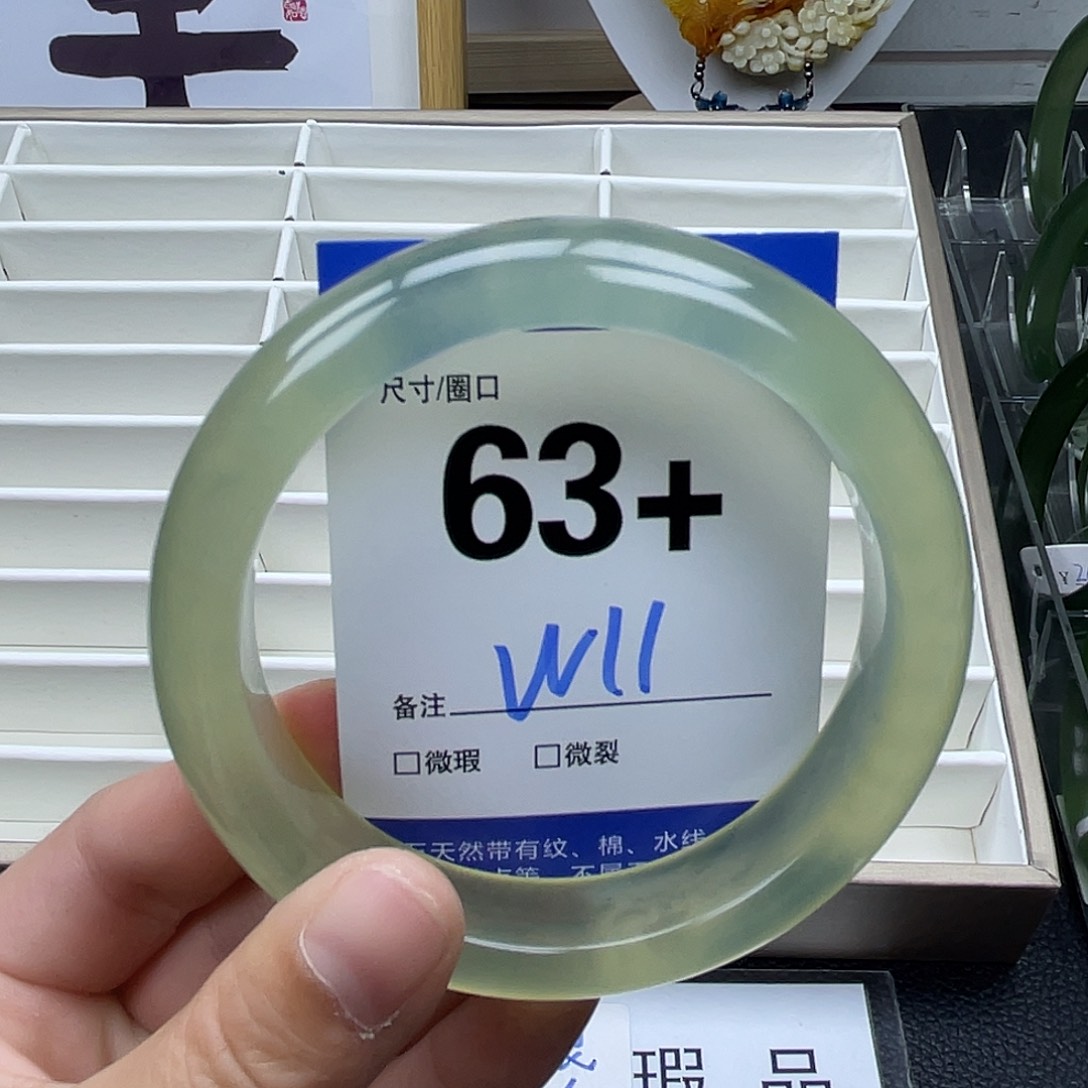 尺寸/圈口
63+
W11
备注
□微瑕 □微裂
天然带有纹、棉、水线
瑕 品